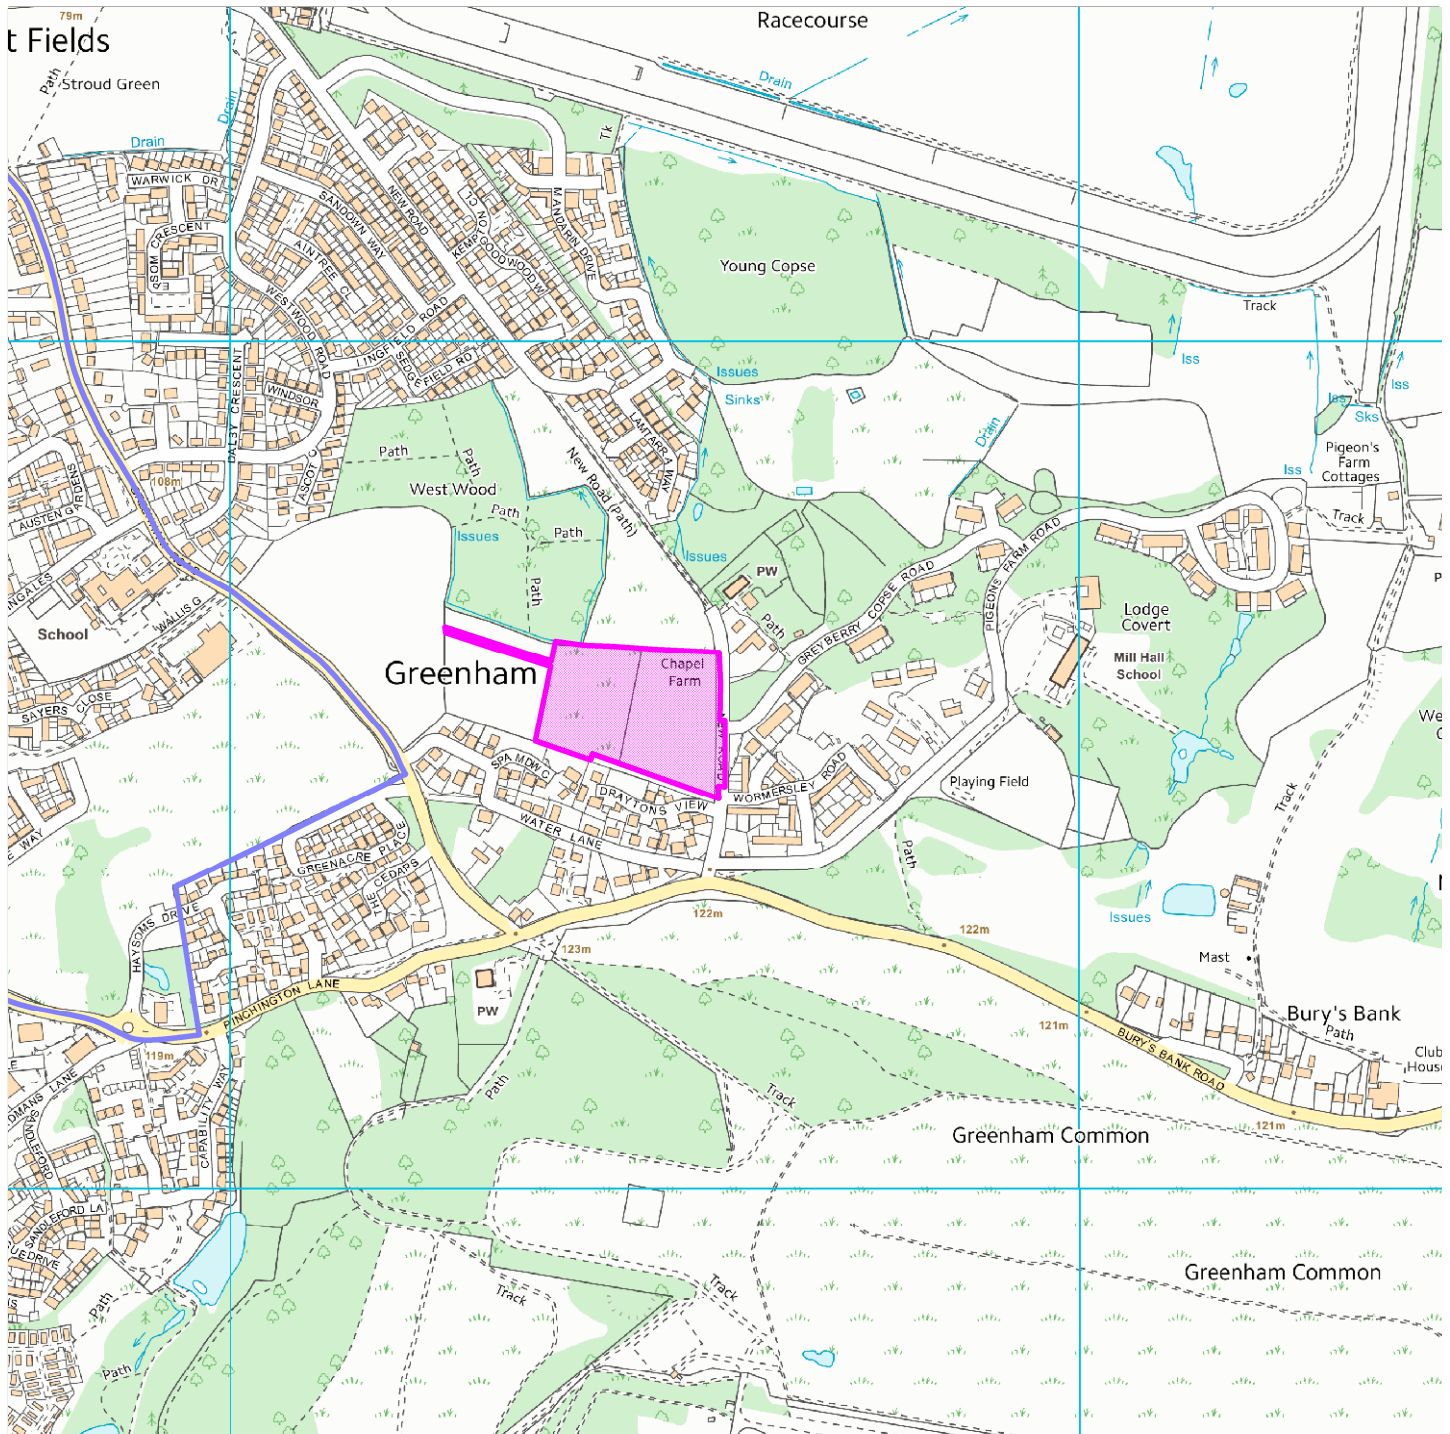 79m
Racecourse
t Fields
Path
Stroud Green
Drain
Drain
Drain
Tk
WARWICK DR
NEW ROAD
SANDOWN WAY
KEMPTON CL
GOODWOOD W
MANDARIN DRIVE
CRESCENT
AINTREE CL
Young Copse
WESTWOOD ROAD
LINGFIELD ROAD
Track
SEDGEFIELD RD
Issues
Sinks
Iss
Iss
Iss
Sks
WINDSOR
DALBY CRESCENT
LAMTARRA WAY
Drain
Path
Path
New Road (Path)
Pigeon's
Farm
Cottages
Iss
ASCOT C
108m
West Wood
AUSTEN GARDENS
Path
Path
Track
Issues
Issues
PIGEONS FARM ROAD
PW
GREYBERRY COPSE ROAD
Path
Path
INGALES
WALLIS G
School
Lodge
Covert
Mill Hall
School
Greenham
Chapel
Farm
SAYERS CLOSE
We
SPA MDW C
DRAYTONS VIEW
WORMERSLEY ROAD
Playing Field
Track
WATER LANE
E WAY
GREENACRE PLACE
THE CEDARS
Path
HAYSOMS DRIVE
122m
Issues
122m
123m
Mast
PINCHINGTON LANE
PW
121m
Bury's Bank
Path
BURY'S BANK ROAD
Club
House
119m
Path
Track
CAPABILITY WAY
SANDLEFORD
121m
Greenham Common
SANDLEFORD LA
Greenham Common
Path
Track
Track
Path